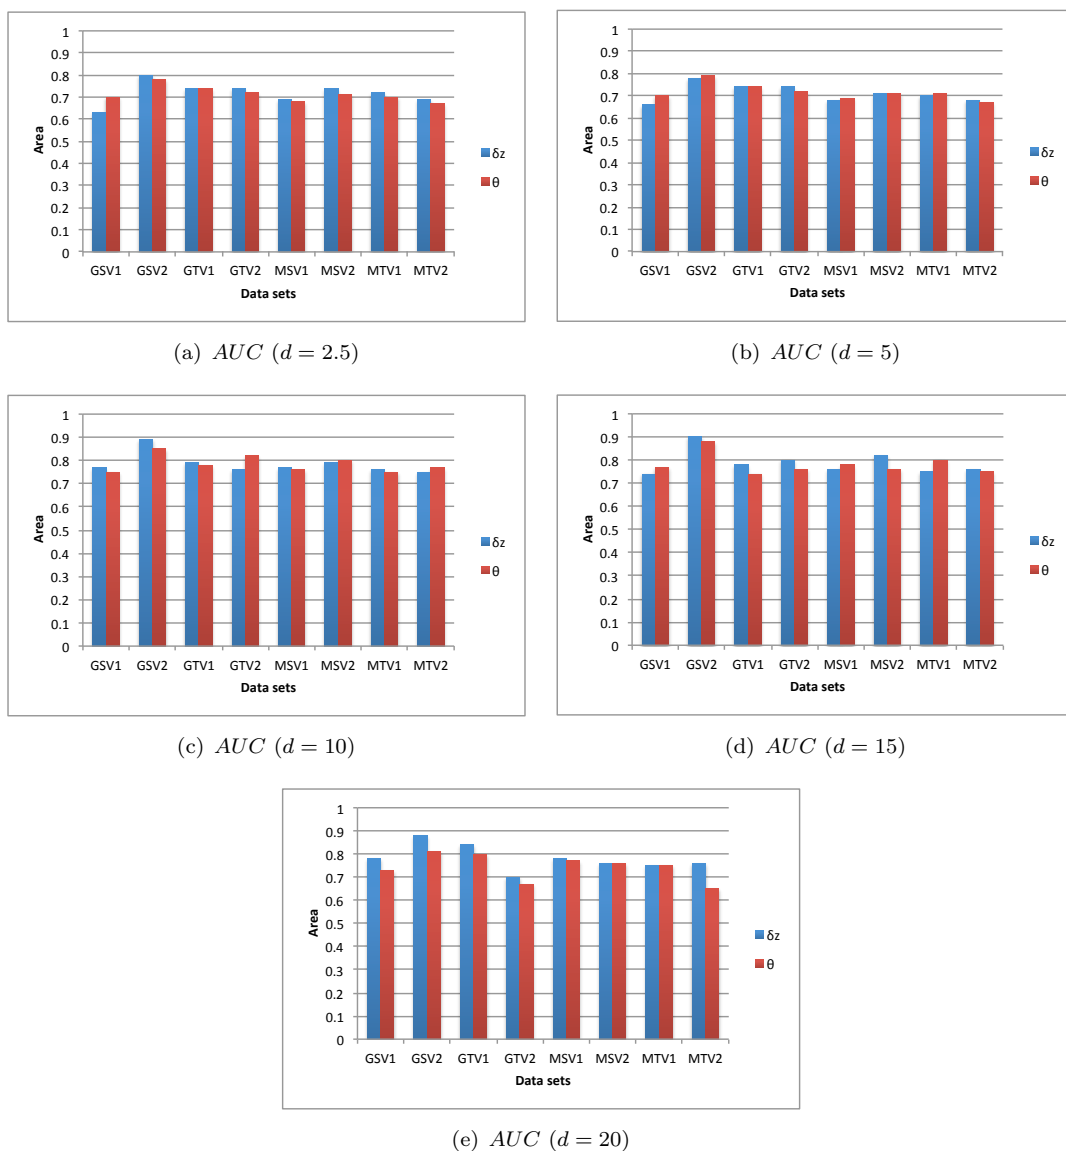 1
0.9
0.8
0.7
0.6
0.5
0.4
0.3
0.2
0.1
0
Area
GSV1 GSV2 GTV1 GTV2 MSV1 MSV2 MTV1 MTV2
Data sets
δz
θ
(a) AUC (d = 2.5)
1
0.9
0.8
0.7
0.6
0.5
0.4
0.3
0.2
0.1
0
Area
GSV1 GSV2 GTV1 GTV2 MSV1 MSV2 MTV1 MTV2
Data sets
δz
θ
(b) AUC (d = 5)
1
0.9
0.8
0.7
0.6
0.5
0.4
0.3
0.2
0.1
0
Area
GSV1 GSV2 GTV1 GTV2 MSV1 MSV2 MTV1 MTV2
Data sets
δz
θ
(c) AUC (d = 10)
1
0.9
0.8
0.7
0.6
0.5
0.4
0.3
0.2
0.1
0
Area
GSV1 GSV2 GTV1 GTV2 MSV1 MSV2 MTV1 MTV2
Data sets
δz
θ
(d) AUC (d = 15)
1
0.9
0.8
0.7
0.6
0.5
0.4
0.3
0.2
0.1
0
Area
GSV1 GSV2 GTV1 GTV2 MSV1 MSV2 MTV1 MTV2
Data sets
δz
θ
(e) AUC (d = 20)